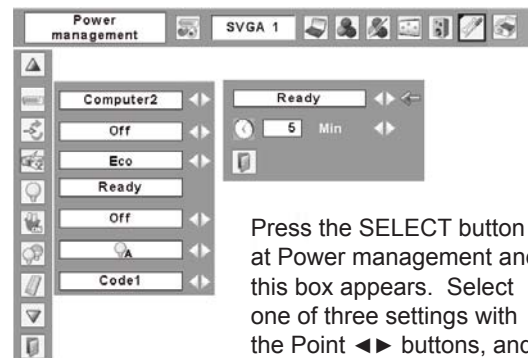 Power
management
SVGA 1
Computer2
Off
Eco
Ready
Off
A
Code1
Ready
5 Min
Press the SELECT button
at Power management and
this box appears. Select
one of three settings with
the Point ◄► buttons, and